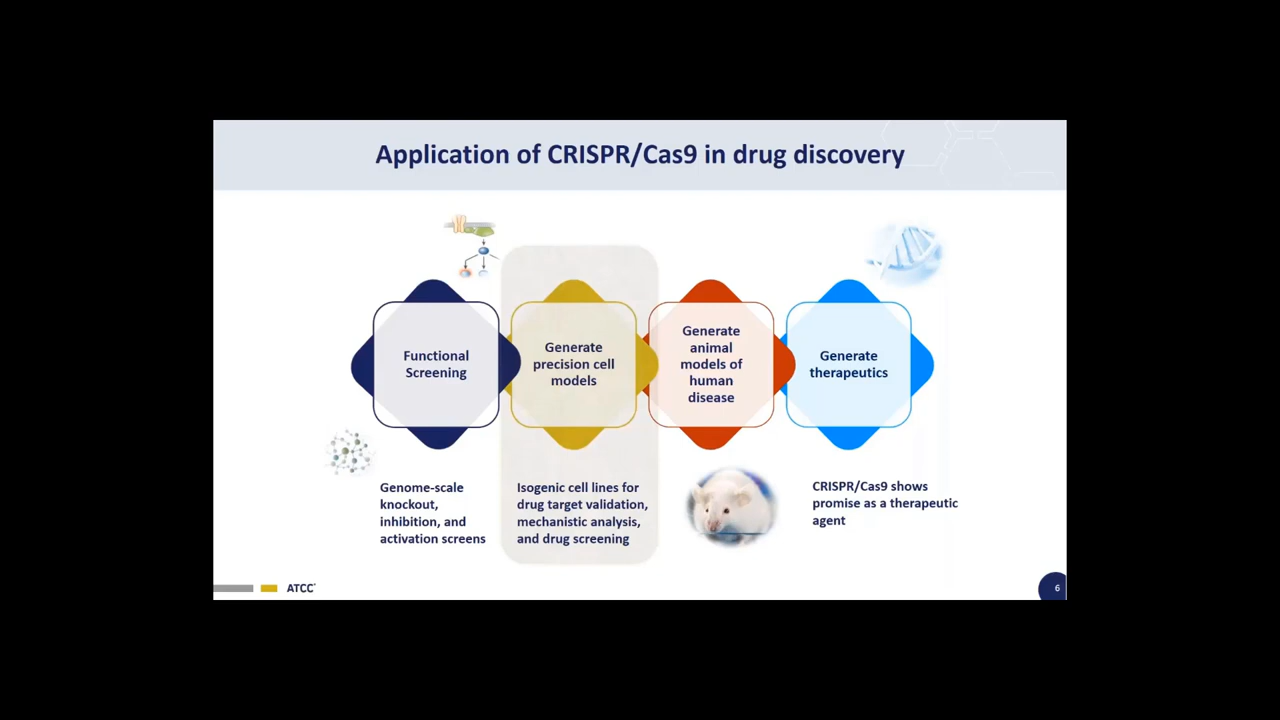 Application of CRISPR/Cas9 in drug discovery
Functional
Screening
Generate
precision cell
models
Generate
animal
models of
human
disease
Generate
therapeutics
Genome-scale
knockout,
inhibition, and
activation screens
Isogenic cell lines for
drug target validation,
mechanistic analysis,
and drug screening
CRISPR/Cas9 shows
promise as a therapeutic
agent
ATCC
6